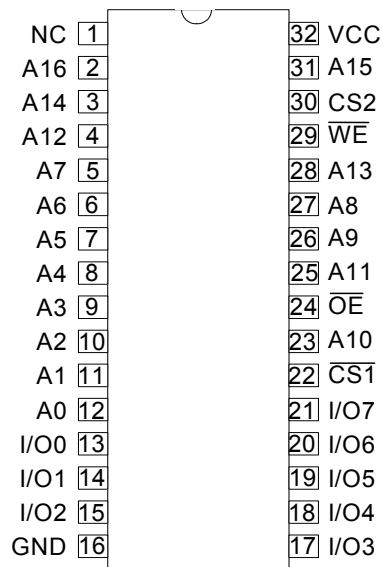 NC 1 32 VCC
A16 2 31 A15
A14 3 30 CS2
A12 4 29 W̅E̅
A7 5 28 A13
A6 6 27 A8
A5 7 26 A9
A4 8 25 A11
A3 9 24 O̅E̅
A2 10 23 A10
A1 11 22 C̅S̅1̅
A0 12 21 I/O7
I/O0 13 20 I/O6
I/O1 14 19 I/O5
I/O2 15 18 I/O4
GND 16 17 I/O3